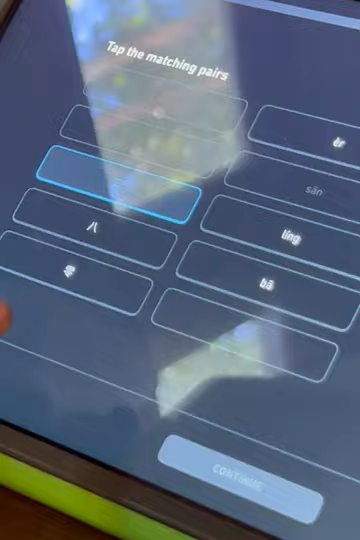 Tap the matching pairs
èr
sān
líng
八
bā
零
CONTINUE